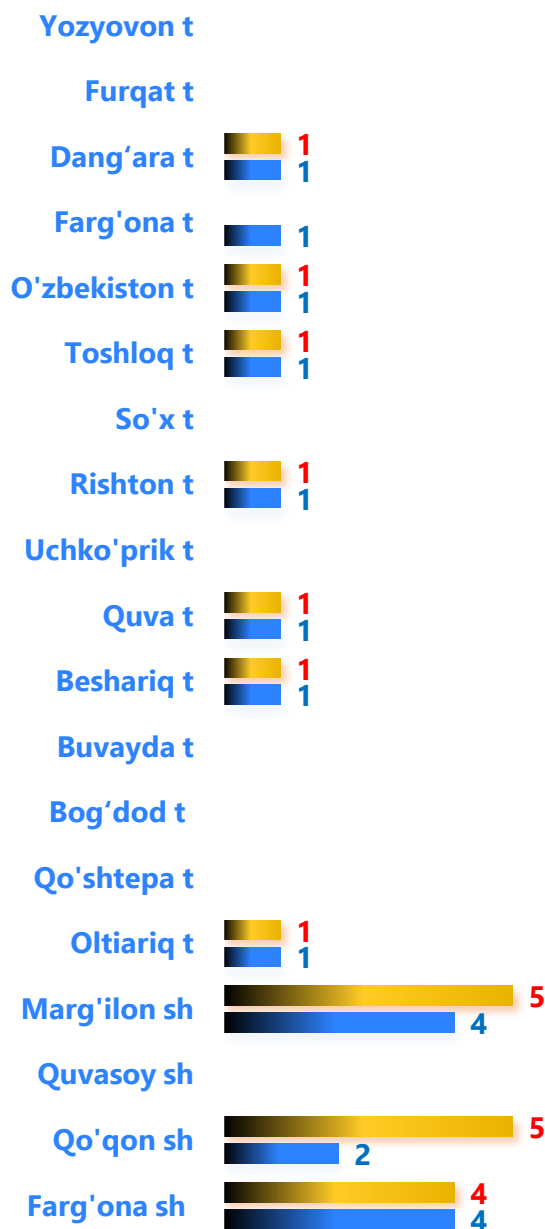 Yozyovon t
Furqat t
Dang‘ara t
1
1
Farg'ona t
1
O'zbekiston t
1
1
Toshloq t
1
1
So'x t
Rishton t
1
1
Uchko'prik t
Quva t
1
1
Beshariq t
1
1
Buvayda t
Bog‘dod t
Qo'shtepa t
Oltiariq t
1
1
Marg'ilon sh
5
4
Quvasoy sh
Qo'qon sh
5
2
Farg'ona sh
4
4